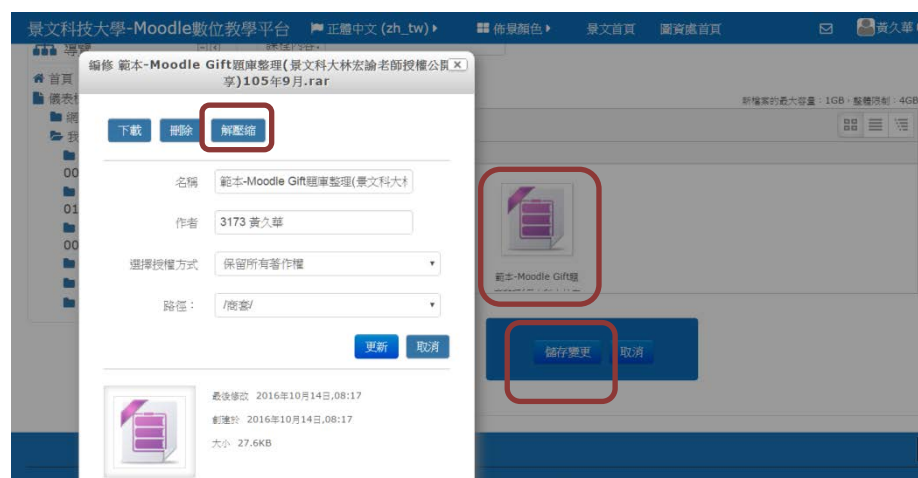 景文科技大學-Moodle數位教學平台 正體中文 (zh_tw) 佈景顏色 景文首頁 圖資處首頁 黃久華
導覽
首頁
儀表
網
我
00
01
00
新檔案的最大容量：1GB，整體限制：4GB
編修 範本-Moodle Gift題庫整理(景文科大林宏諭老師授權公開
享)105年9月.rar
下載 刪除 解壓縮
名稱 範本-Moodle Gift題庫整理(景文科大
作者 3173 黃久華
選擇授權方式 保留所有著作權
路徑： /商套/
更新 取消
最後修改 2016年10月14日,08:17
創建於 2016年10月14日,08:17
大小 27.6KB
範本-Moodle Gift題
儲存變更 取消